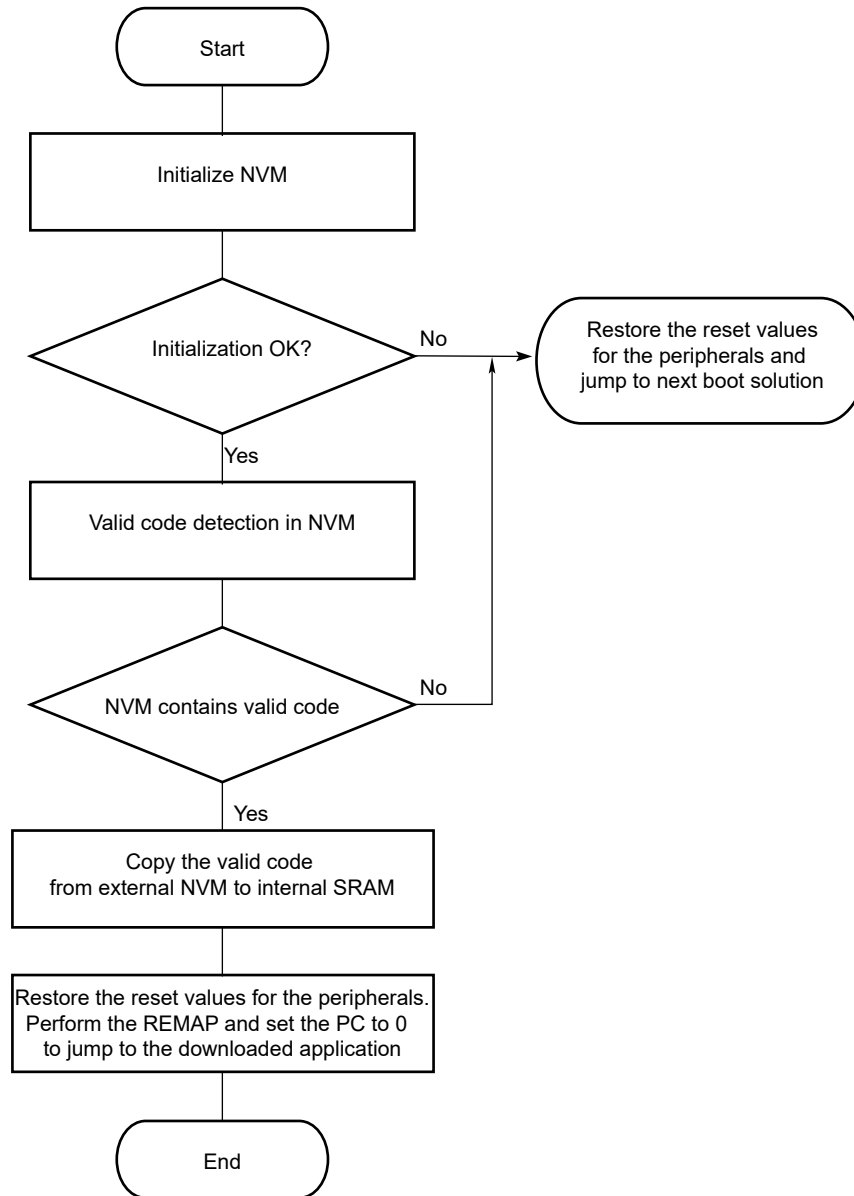 Start
Initialize NVM
Initialization OK?
No
Restore the reset values
for the peripherals and
jump to next boot solution
Yes
Valid code detection in NVM
NVM contains valid code
No
Yes
Copy the valid code
from external NVM to internal SRAM
Restore the reset values for the peripherals.
Perform the REMAP and set the PC to 0
to jump to the downloaded application
End